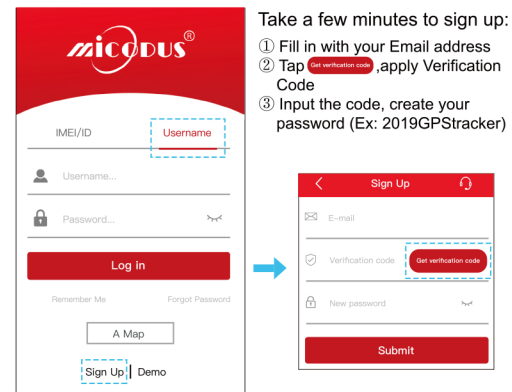 micodus®
IMEI/ID
Username
Username...
Password...
Log in
Remember Me
Forgot Password
A Map
Sign Up
Demo
Take a few minutes to sign up:
① Fill in with your Email address
② Tap Get verification code ,apply Verification
Code
③ Input the code, create your
password (Ex: 2019GPStracker)
Sign Up
E-mail
Verification code
Get verification code
New password
Submit